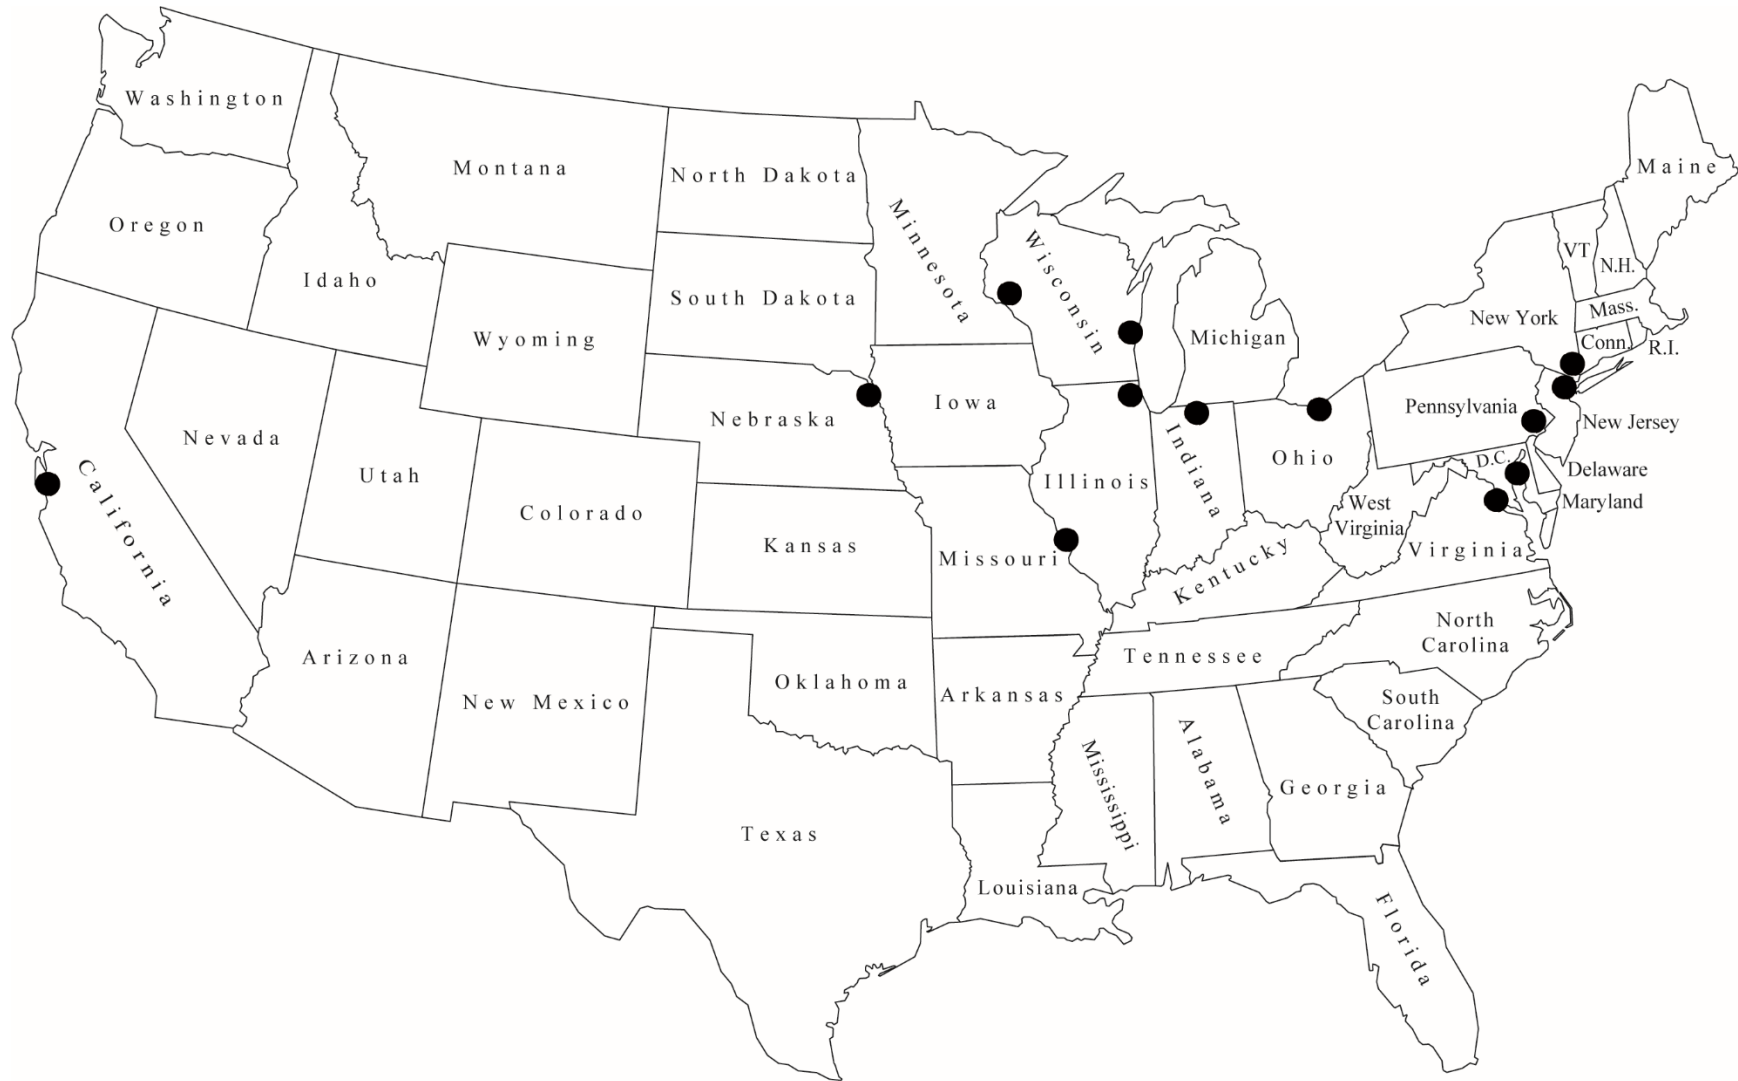 Washington
Montana
North Dakota
Minnesota
Maine
Oregon
Idaho
Wisconsin
VT
N.H.
South Dakota
Wyoming
Michigan
New York
Mass.
Conn.
R.I.
Nebraska
Iowa
Pennsylvania
New Jersey
Nevada
Utah
California
Colorado
Illinois
Indiana
Ohio
D.C.
Delaware
Maryland
West
Virginia
Kansas
Missouri
Kentucky
Virginia
Arizona
New Mexico
Oklahoma
Arkansas
Tennessee
North
Carolina
South
Carolina
Texas
Louisiana
Mississippi
Alabama
Georgia
Florida